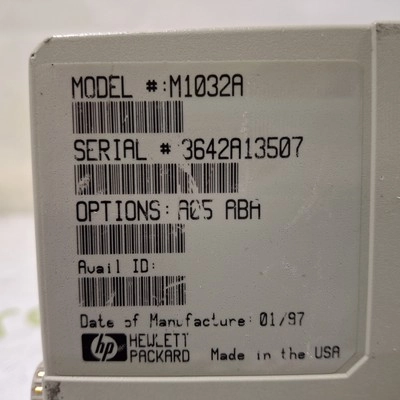 MODEL #:M1032A
SERIAL # 3642A13507
OPTIONS: A05 ABA
Avail ID:
Date of Manufacture: 01/97
hp HEWLETT
PACKARD Made in the USA